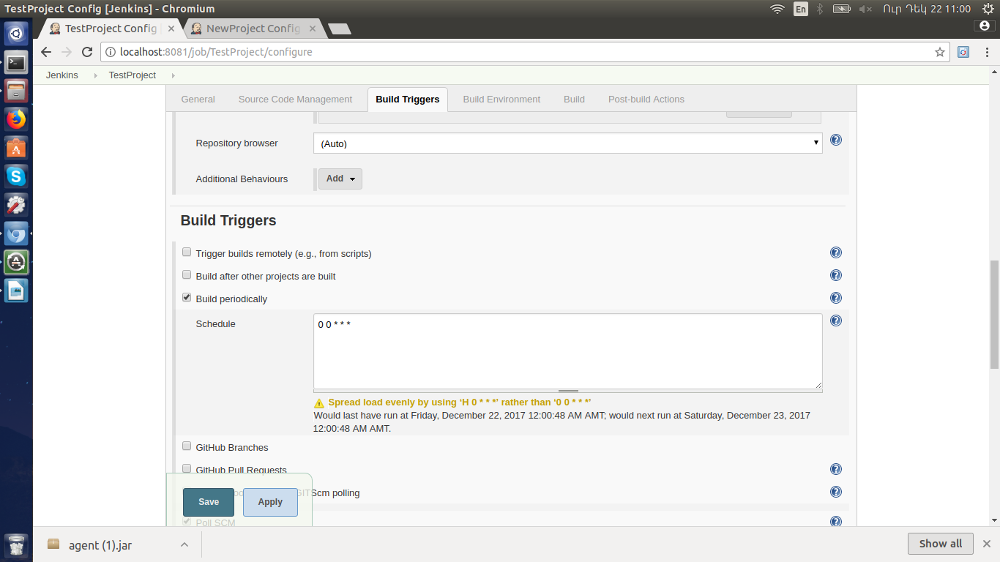 TestProject Config [Jenkins] - Chromium
En
Ուր Դեկ 22 11:00
TestProject Config
NewProject Config
localhost:8081/job/TestProject/configure
Jenkins
TestProject
General
Source Code Management
Build Triggers
Build Environment
Build
Post-build Actions
Repository browser
(Auto)
Additional Behaviours
Add
Build Triggers
Trigger builds remotely (e.g., from scripts)
Build after other projects are built
Build periodically
Schedule
0 0 * * *
Spread load evenly by using ‘H 0 * * *’ rather than ‘0 0 * * *’
Would last have run at Friday, December 22, 2017 12:00:48 AM AMT; would next run at Saturday, December 23, 2017
12:00:48 AM AMT.
GitHub Branches
GitHub Pull Requests
GITScm polling
Save
Apply
Poll SCM
agent (1).jar
Show all